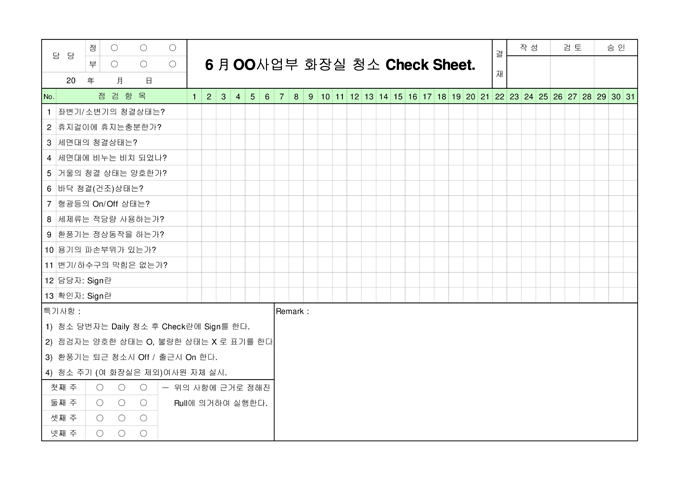 담 당 정 ○ ○ ○
부 ○ ○ ○
20 年 月 日
6 月 OO사업부 화장실 청소 Check Sheet.
결 재
작 성 검 토 승 인
No. 점 검 항 목 1 2 3 4 5 6 7 8 9 10 11 12 13 14 15 16 17 18 19 20 21 22 23 24 25 26 27 28 29 30 31
1 좌변기/소변기의 청결상태는?
2 휴지걸이에 휴지는충분한가?
3 세면대의 청결상태는?
4 세면대에 비누는 비치 되었나?
5 거울의 청결 상태는 양호한가?
6 바닥 청결(건조)상태는?
7 형광등의 On/Off 상태는?
8 세제류는 적당량 사용하는가?
9 환풍기는 정상동작을 하는가?
10 용기의 파손부위가 있는가?
11 변기/하수구의 막힘은 없는가?
12 담당자: Sign란
13 확인자: Sign란
특기사항 :
1) 청소 당번자는 Daily 청소 후 Check란에 Sign를 한다.
2) 점검자는 양호한 상태는 O, 불량한 상태는 X 로 표기를 한다
3) 환풍기는 퇴근 청소시 Off / 출근시 On 한다.
4) 청소 주기 (여 화장실은 제외)여사원 자체 실시.
첫째 주 ○ ○ ○ ─ 위의 사항에 근거로 정해진
둘째 주 ○ ○ ○ Rull에 의거하여 실행한다.
셋째 주 ○ ○ ○
넷째 주 ○ ○ ○
Remark :